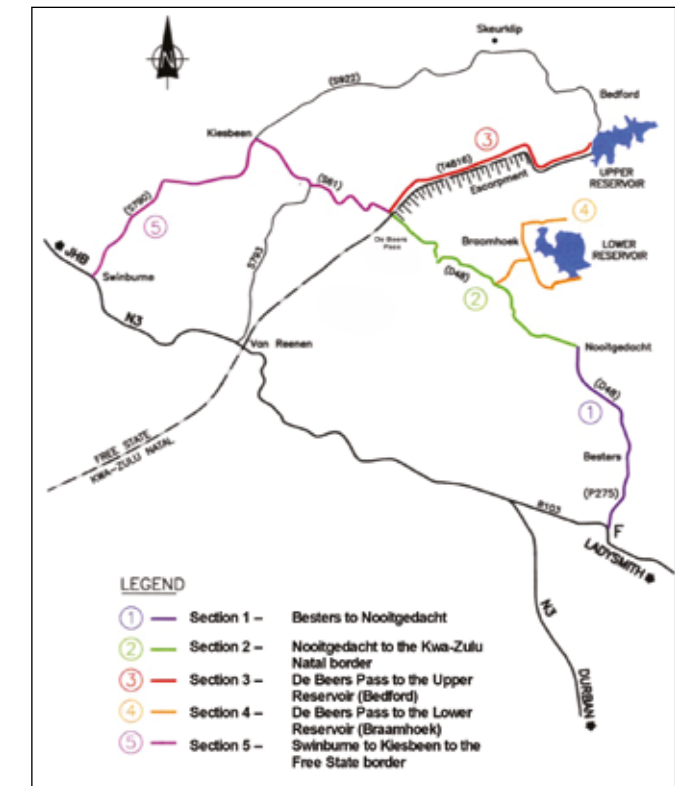 N
Skeurklip
(S922)
Bedford
Kiesbeen
3
(T4816)
(S61)
Escarpment
UPPER
RESERVOIR
(S790)
5
4
De Beers
Pass
Braamhoek
LOWER
RESERVOIR
JHB
S793
(D48)
2
Swinburne
N3
Van Reenen
Nooitgedacht
(D48)
1
FREE STATE
KWA-ZULU NATAL
Besters
(P275)
R103
F
LADYSMITH
N3
DURBAN
LEGEND
1 Section 1 – Besters to Nooitgedacht
2 Section 2 – Nooitgedacht to the Kwa-Zulu
Natal border
3 Section 3 – De Beers Pass to the Upper
Reservoir (Bedford)
4 Section 4 – De Beers Pass to the Lower
Reservoir (Braamhoek)
5 Section 5 – Swinburne to Kiesbeen to the
Free State border